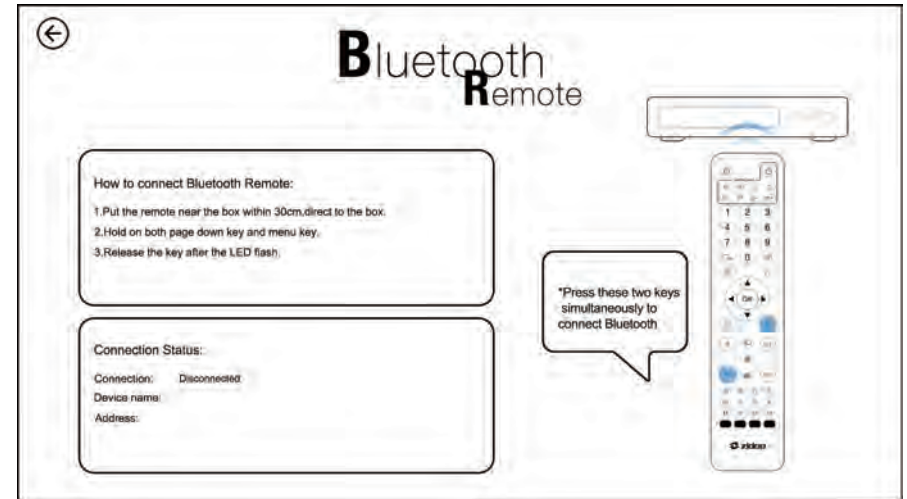 Bluetooth
Remote
How to connect Bluetooth Remote:
1.Put the remote near the box within 30cm,direct to the box.
2.Hold on both page down key and menu key.
3.Release the key after the LED flash.
Connection Status:
Connection: Disconnected
Device name:
Address:
*Press these two keys
simultaneously to
connect Bluetooth
1 2 3
4 5 6
7 8 9
0
OK
zidoo